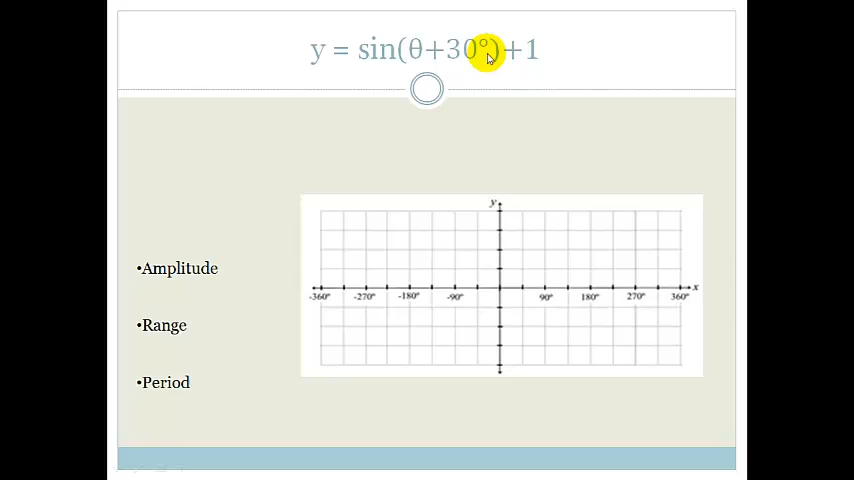 y = sin(θ+30°)+1
y
•Amplitude
-360° -270° -180° -90° 90° 180° 270° 360° x
•Range
•Period